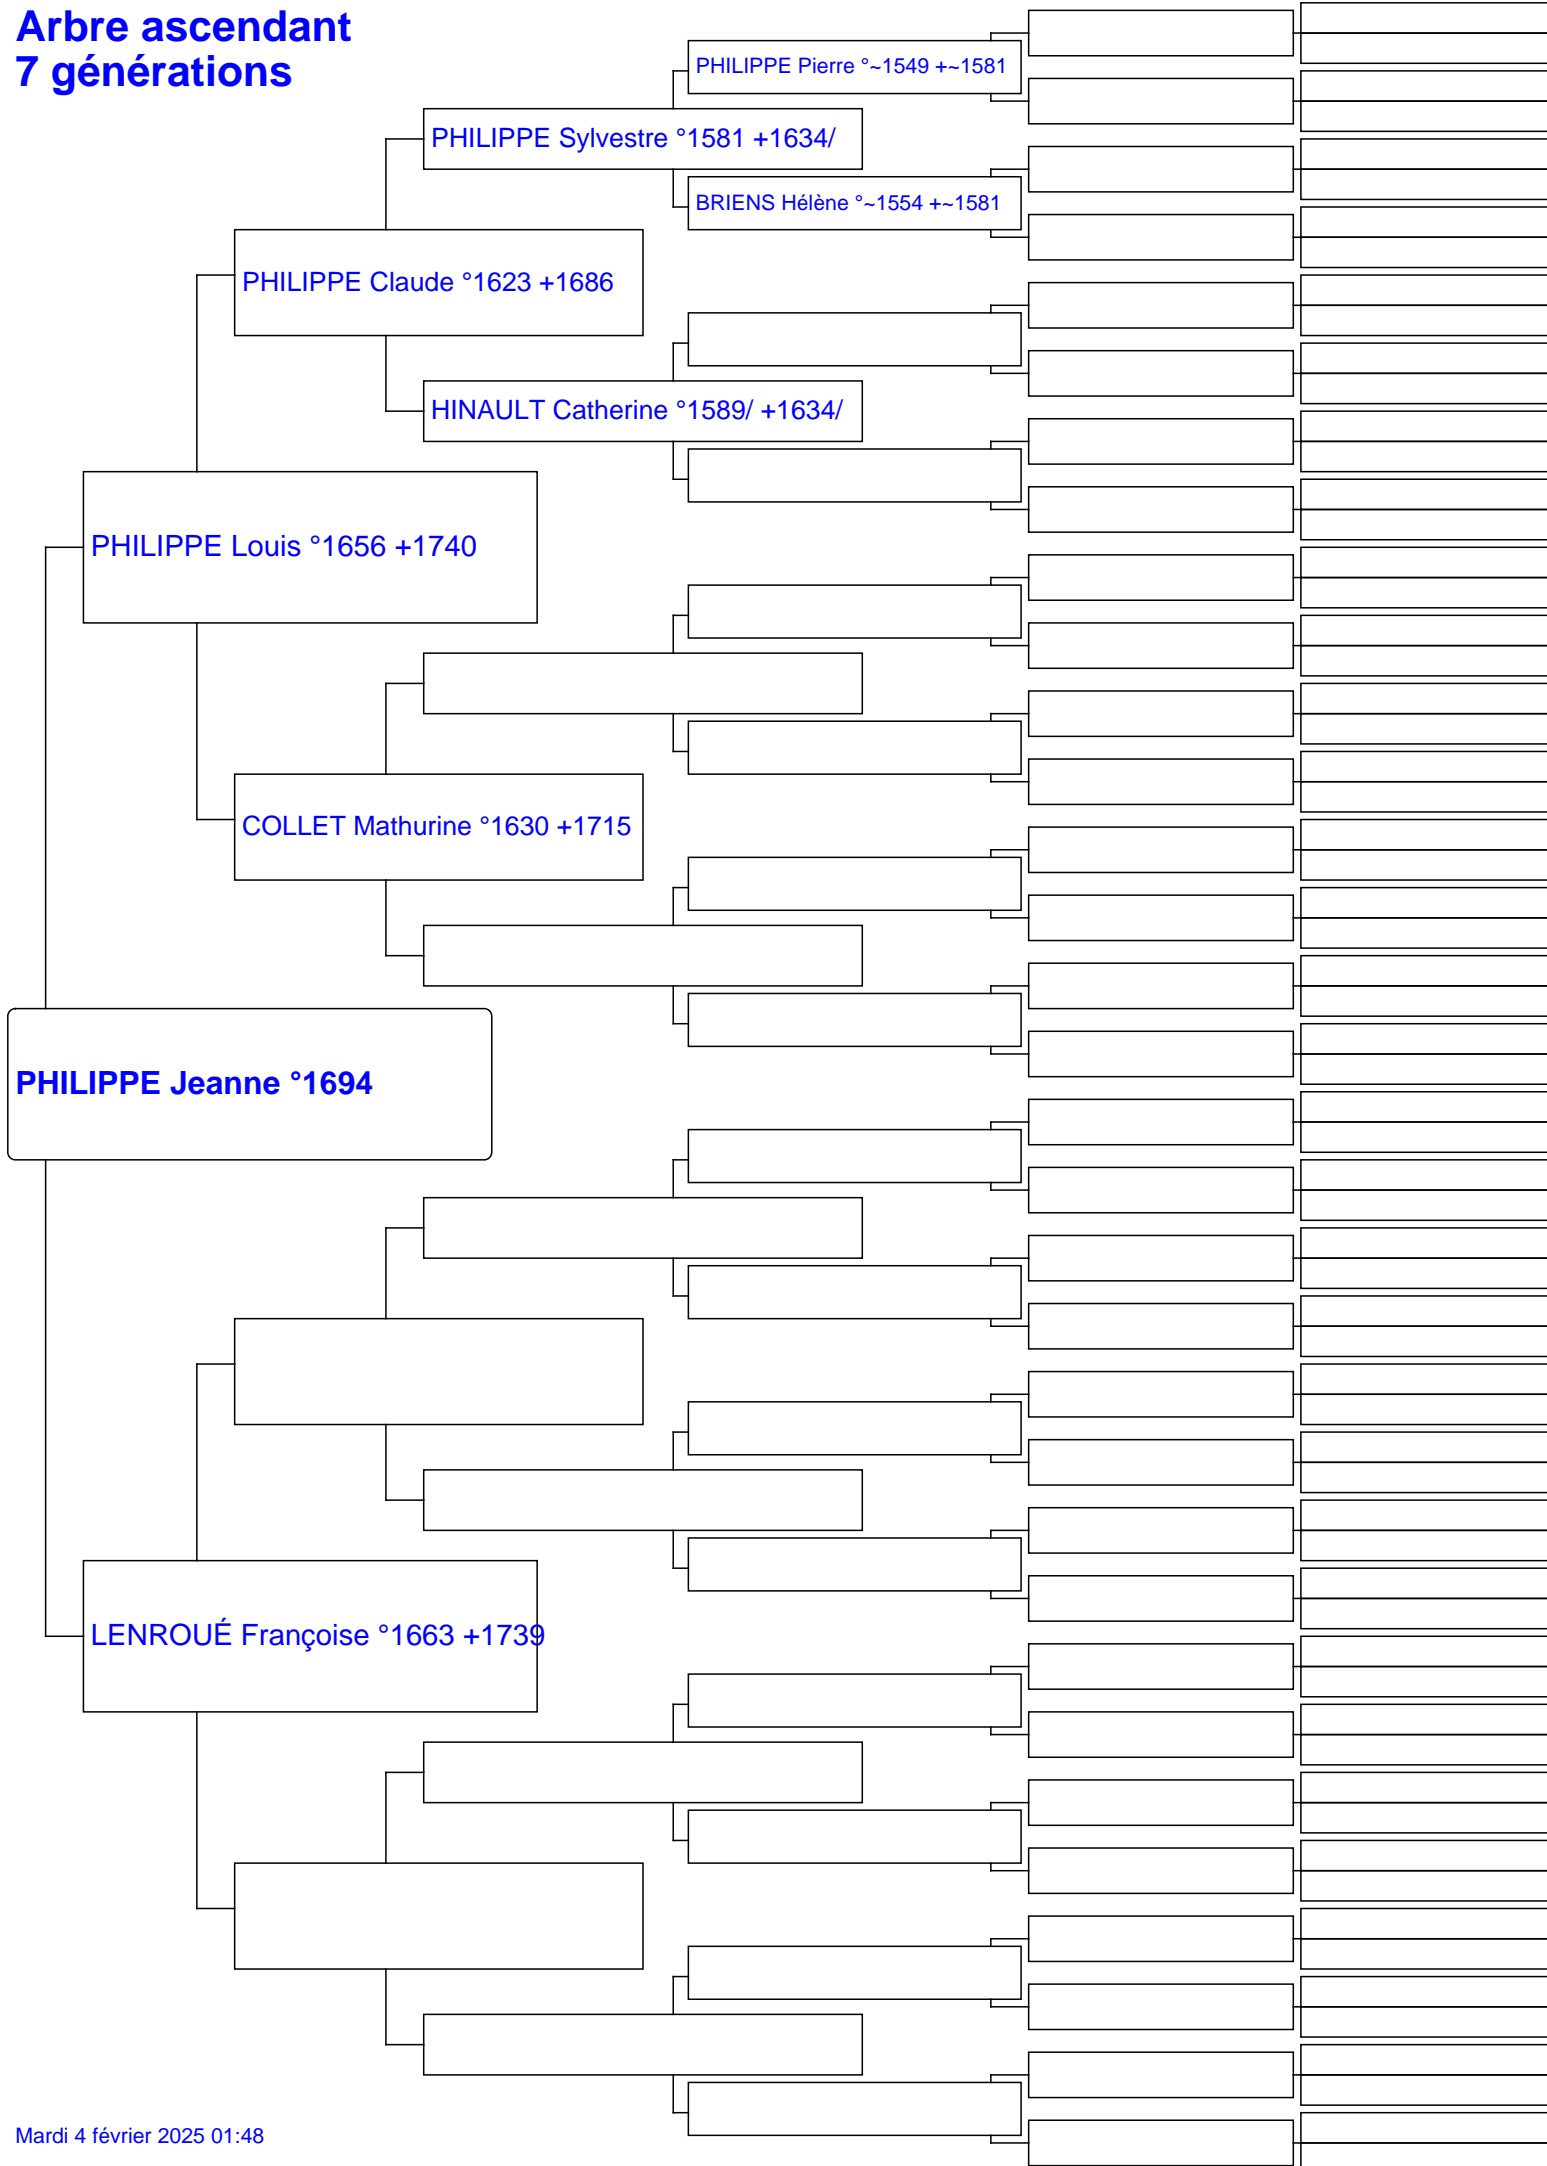 Arbre ascendant
7 générations
PHILIPPE Pierre °~1549 +~1581
PHILIPPE Sylvestre °1581 +1634/
BRIENS Hélène °~1554 +~1581
PHILIPPE Claude °1623 +1686
HINAULT Catherine °1589/ +1634/
PHILIPPE Louis °1656 +1740
COLLET Mathurine °1630 +1715
PHILIPPE Jeanne °1694
LENROUÉ Françoise °1663 +1739
Mardi 4 février 2025 01:48